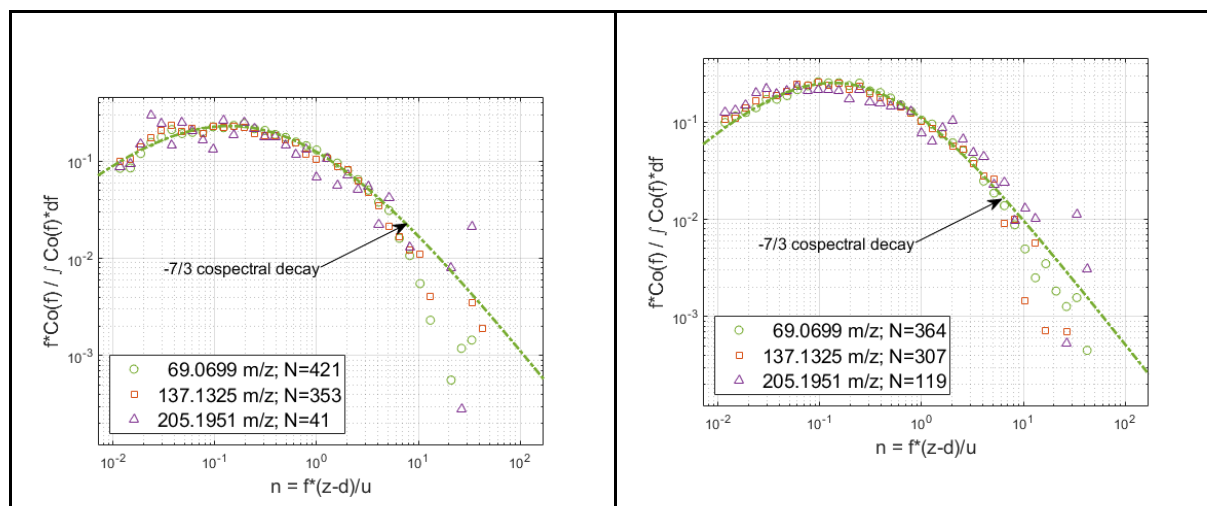 f*Co(f) / ∫ Co(f)*df
10⁻¹
10⁻²
10⁻³
-7/3 cospectral decay
69.0699 m/z; N=421
137.1325 m/z; N=353
205.1951 m/z; N=41
10⁻² 10⁻¹ 10⁰ 10¹ 10²
n = f*(z-d)/u
f*Co(f) / ∫ Co(f)*df
10⁻¹
10⁻²
10⁻³
-7/3 cospectral decay
69.0699 m/z; N=364
137.1325 m/z; N=307
205.1951 m/z; N=119
10⁻² 10⁻¹ 10⁰ 10¹ 10²
n = f*(z-d)/u